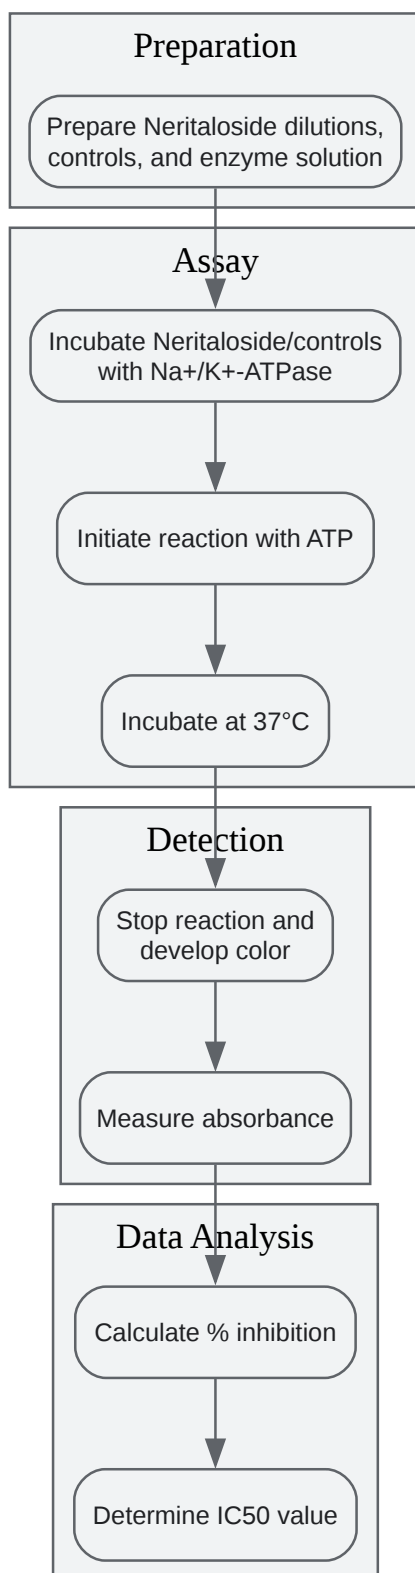 Preparation
Prepare Neritaloside dilutions,
controls, and enzyme solution
Assay
Incubate Neritaloside/controls
with Na+/K+-ATPase
Initiate reaction with ATP
Incubate at 37°C
Detection
Stop reaction and
develop color
Measure absorbance
Data Analysis
Calculate % inhibition
Determine IC50 value